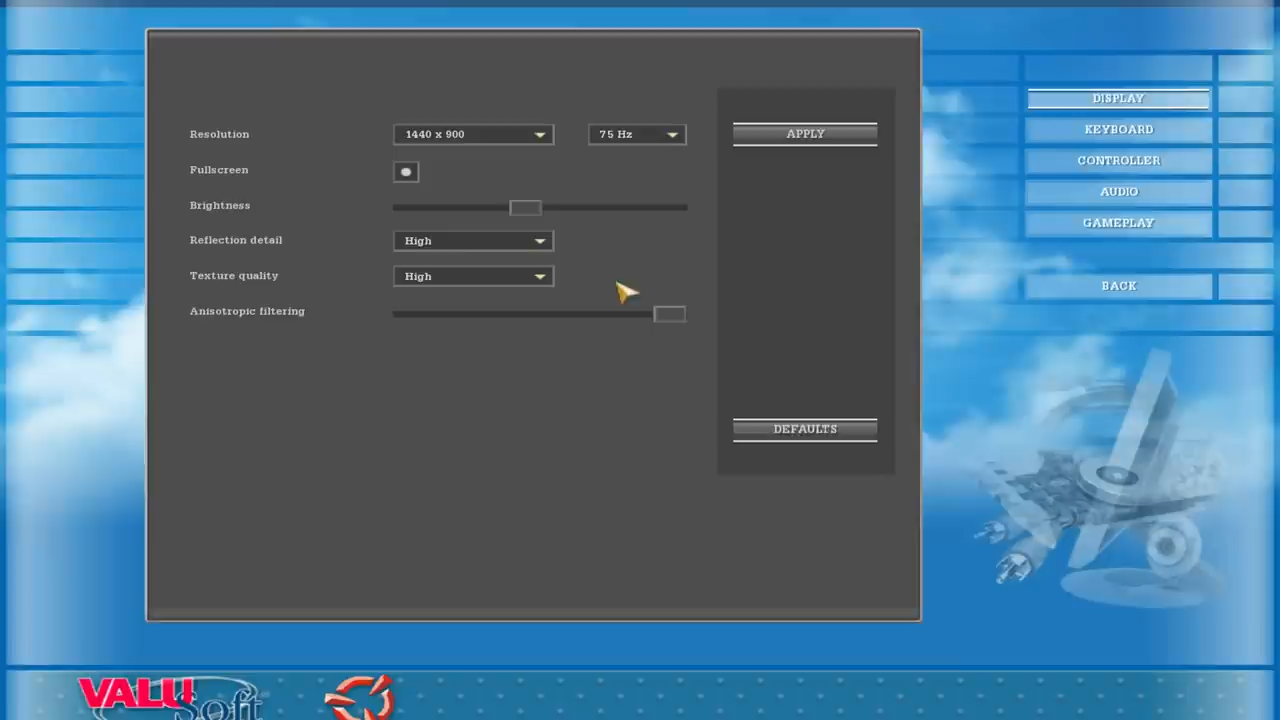 Resolution 1440 x 900 75 Hz
Fullscreen
Brightness
Reflection detail High
Texture quality High
Anisotropic filtering
APPLY
DEFAULTS
DISPLAY
KEYBOARD
CONTROLLER
AUDIO
GAMEPLAY
BACK
VALU
Soft